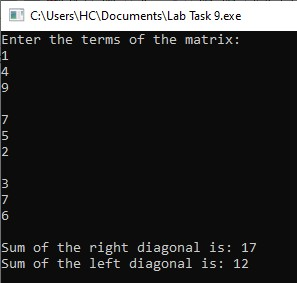 C:\Users\HC\Documents\Lab Task 9.exe
Enter the terms of the matrix:
1
4
9
7
5
2
3
7
6
Sum of the right diagonal is: 17
Sum of the left diagonal is: 12